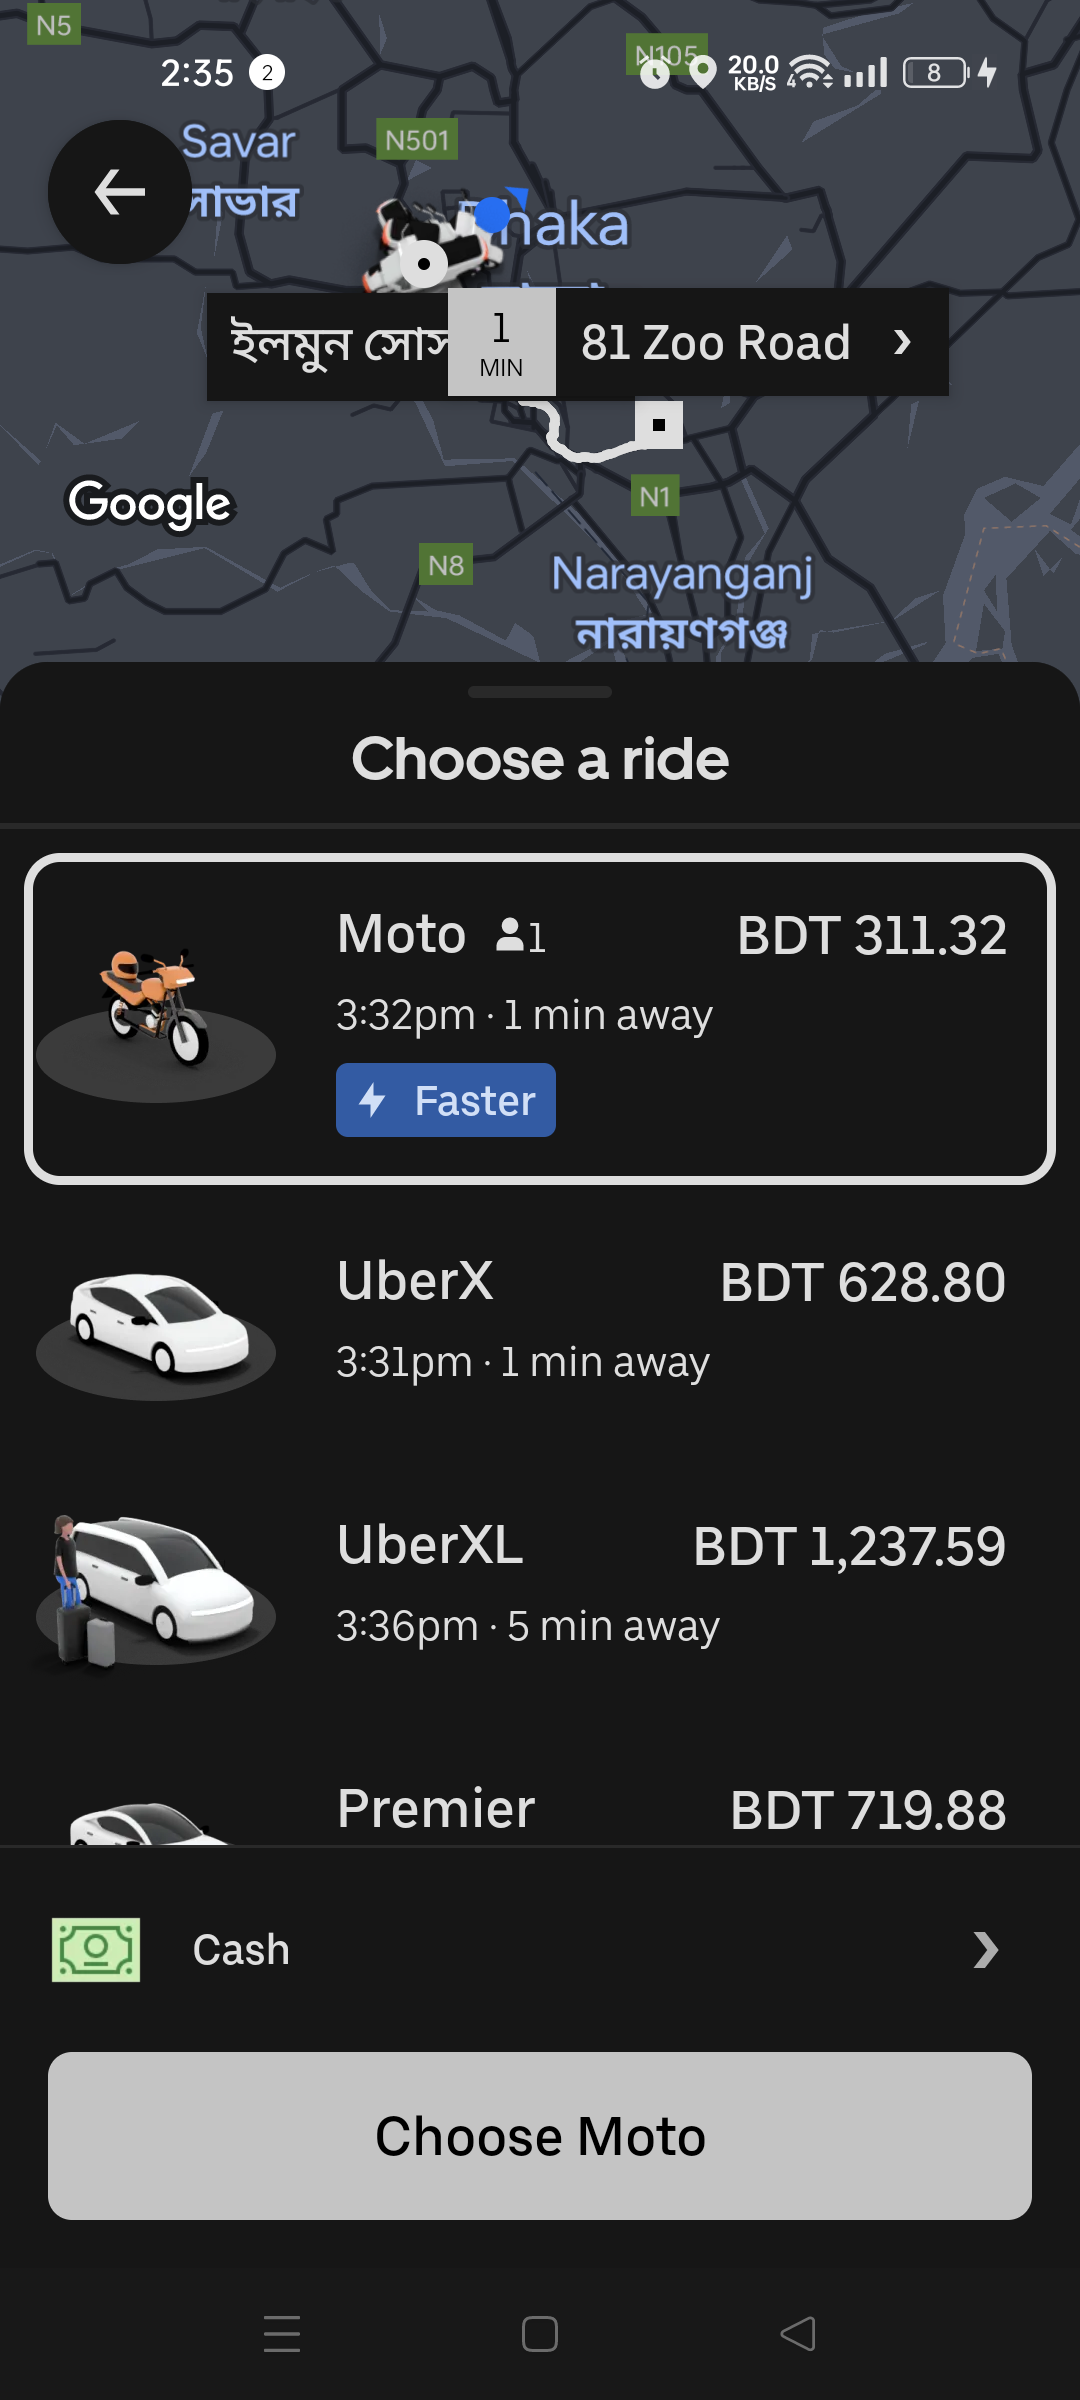 N5
N105
2:35
2
20.0
KB/S
4
8
Savar
সাভার
N501
Dhaka
1
MIN
81 Zoo Road
Google
N1
N8
Narayanganj
নারায়ণগঞ্জ
Choose a ride
Moto 1
BDT 311.32
3:32pm · 1 min away
Faster
UberX
BDT 628.80
3:31pm · 1 min away
UberXL
BDT 1,237.59
3:36pm · 5 min away
Premier
BDT 719.88
Cash
Choose Moto